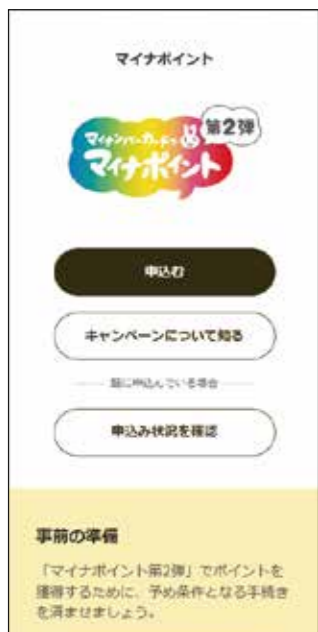 マイナポイント
マイナンバーカードで
マイナポイント
第2弾
申込む
キャンペーンについて知る
既に申込んでいる場合
申込み状況を確認
事前の準備
「マイナポイント第2弾」でポイントを
獲得するために、予め条件となる手続き
を済ませましょう。